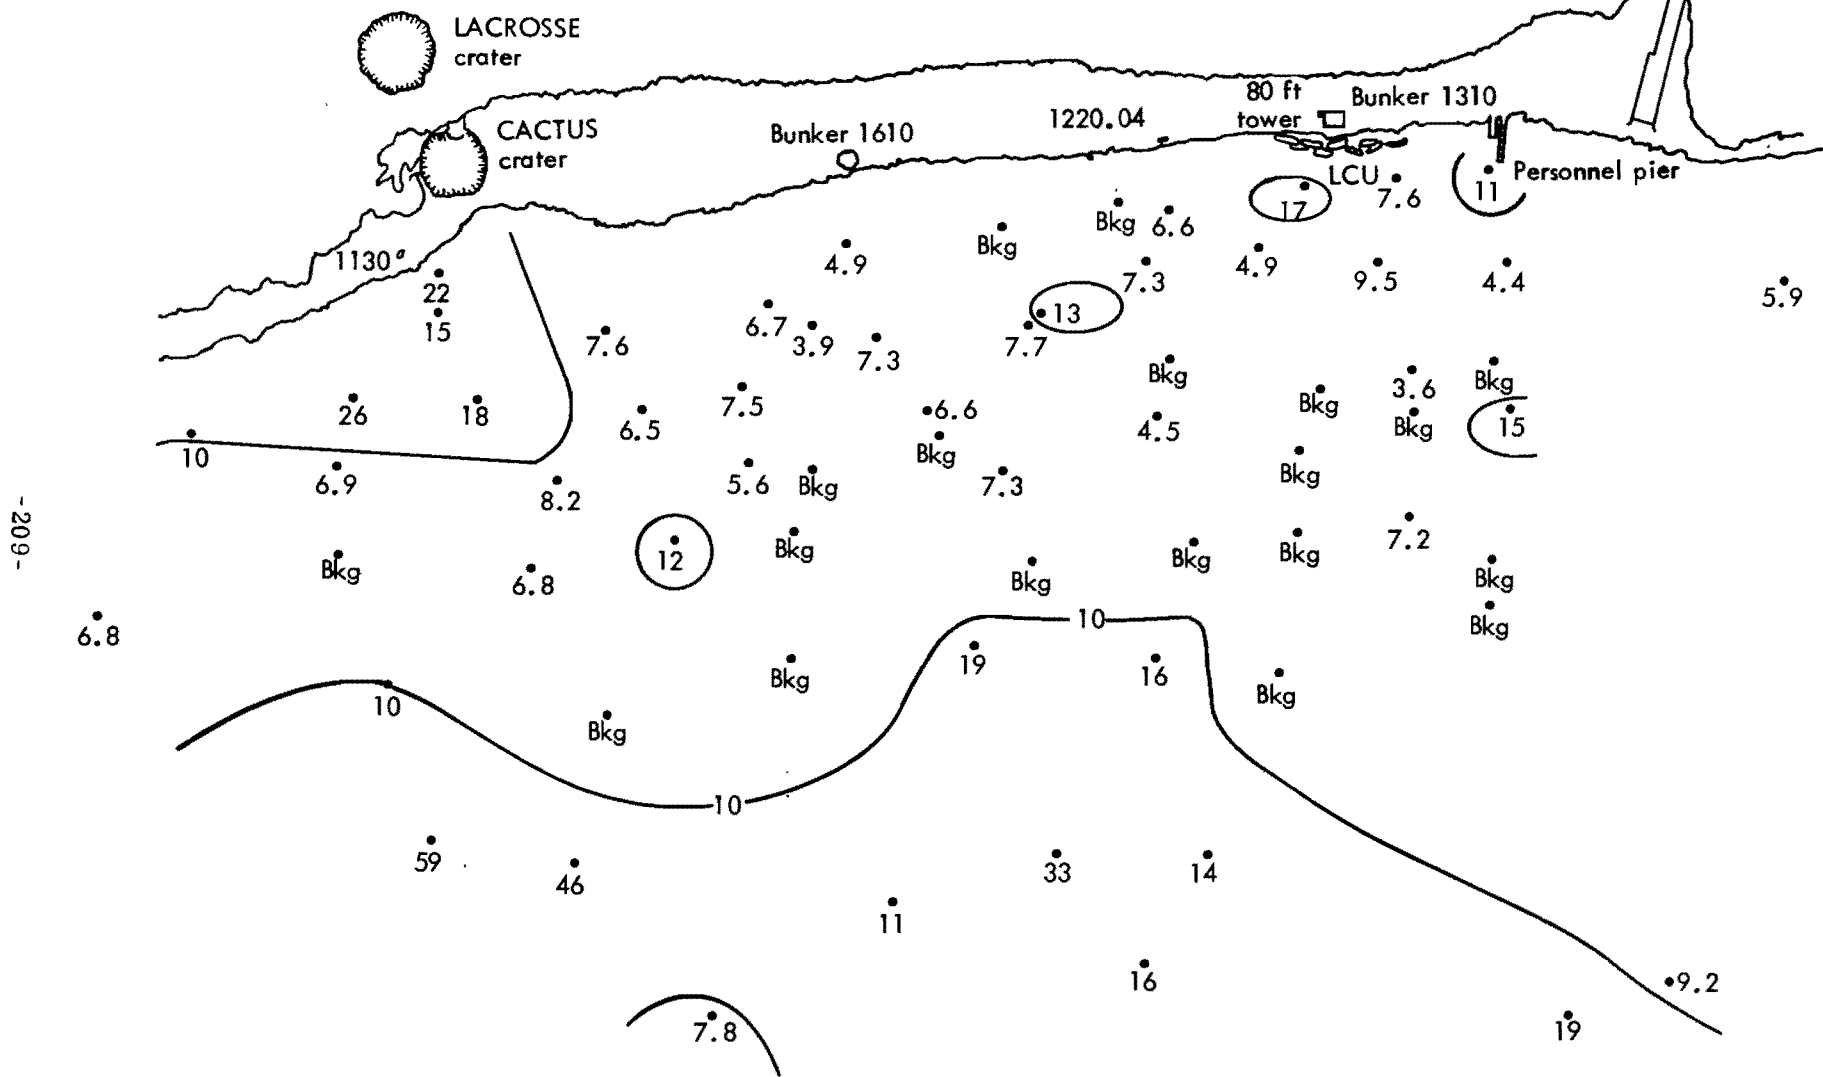 LACROSSE
crater
CACTUS
crater
Bunker 1610
1220.04
80 ft
tower
Bunker 1310
LCU
Personnel pier
1130
17
7.6
11
Bkg
6.6
Bkg
4.9
7.3
4.9
9.5
4.4
5.9
22
15
7.6
6.7
3.9
7.3
13
7.7
Bkg
Bkg
3.6
Bkg
26
18
6.5
7.5
6.6
4.5
Bkg
15
10
6.9
8.2
5.6
Bkg
Bkg
7.3
Bkg
-209-
12
Bkg
Bkg
Bkg
7.2
Bkg
6.8
Bkg
Bkg
6.8
10
Bkg
19
16
Bkg
Bkg
10
Bkg
10
59
46
33
14
11
16
9.2
7.8
19